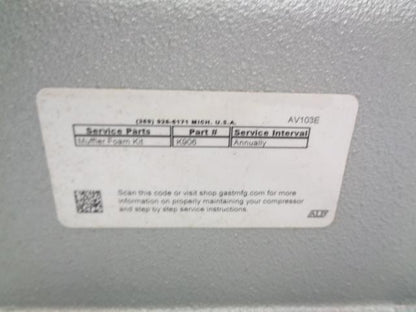 (269) 926-6171 MICH. U.S.A.
AV103E
Service Parts Part # Service Interval
Muffler Foam Kit K906 Annually
Scan this code or visit shop.gastmfg.com for more
information on properly maintaining your compressor
and step by step service instructions.